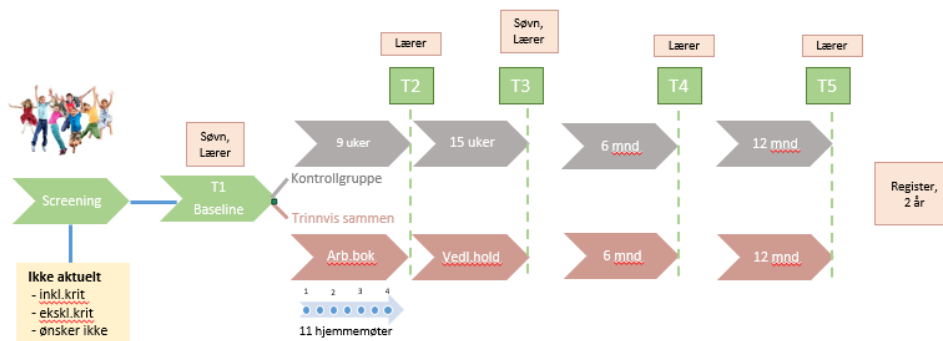 Søvn,
Lærer
Lærer
Søvn,
Lærer
Lærer
Lærer
T2
T3
T4
T5
9 uker
15 uker
6 mnd
12 mnd
Kontrollgruppe
Screening
T1
Baseline
Trinnvis sammen
Arb.bok
Vedl.hold
6 mnd
12 mnd
Register,
2 år
Ikke aktuelt
- inkl.krit
- ekskl.krit
- ønsker ikke
1 2 3 4
11 hjemmemøter